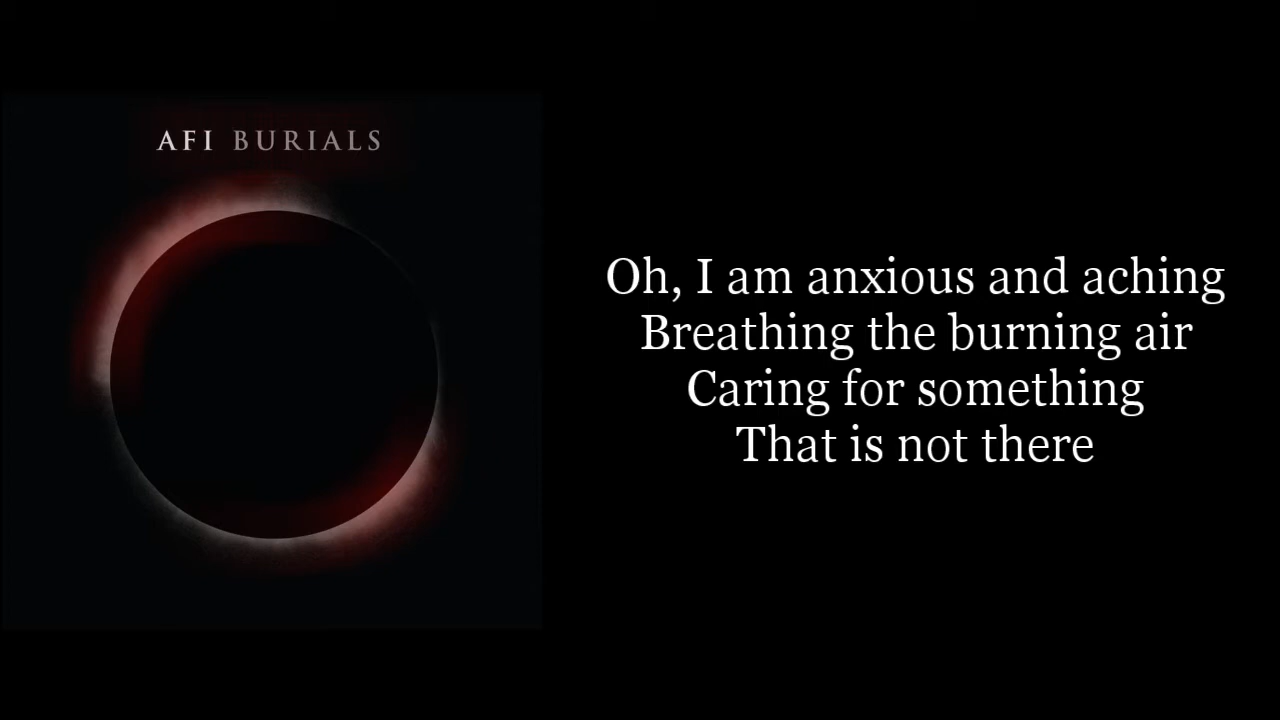 AFI BURIALS
Oh, I am anxious and aching
Breathing the burning air
Caring for something
That is not there